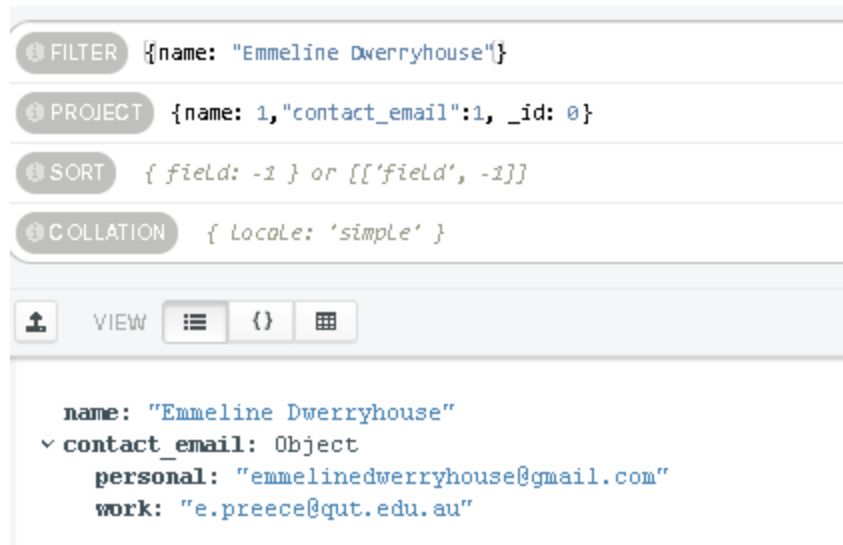 FILTER {name: "Emmeline Dwerryhouse"}
PROJECT {name: 1,"contact_email":1, _id: 0}
SORT { field: -1 } or [['field', -1]]
COLLATION { locale: 'simple' }
VIEW {}
name: "Emmeline Dwerryhouse"
contact_email: Object
personal: "emmelinedwerryhouse@gmail.com"
work: "e.preece@qut.edu.au"